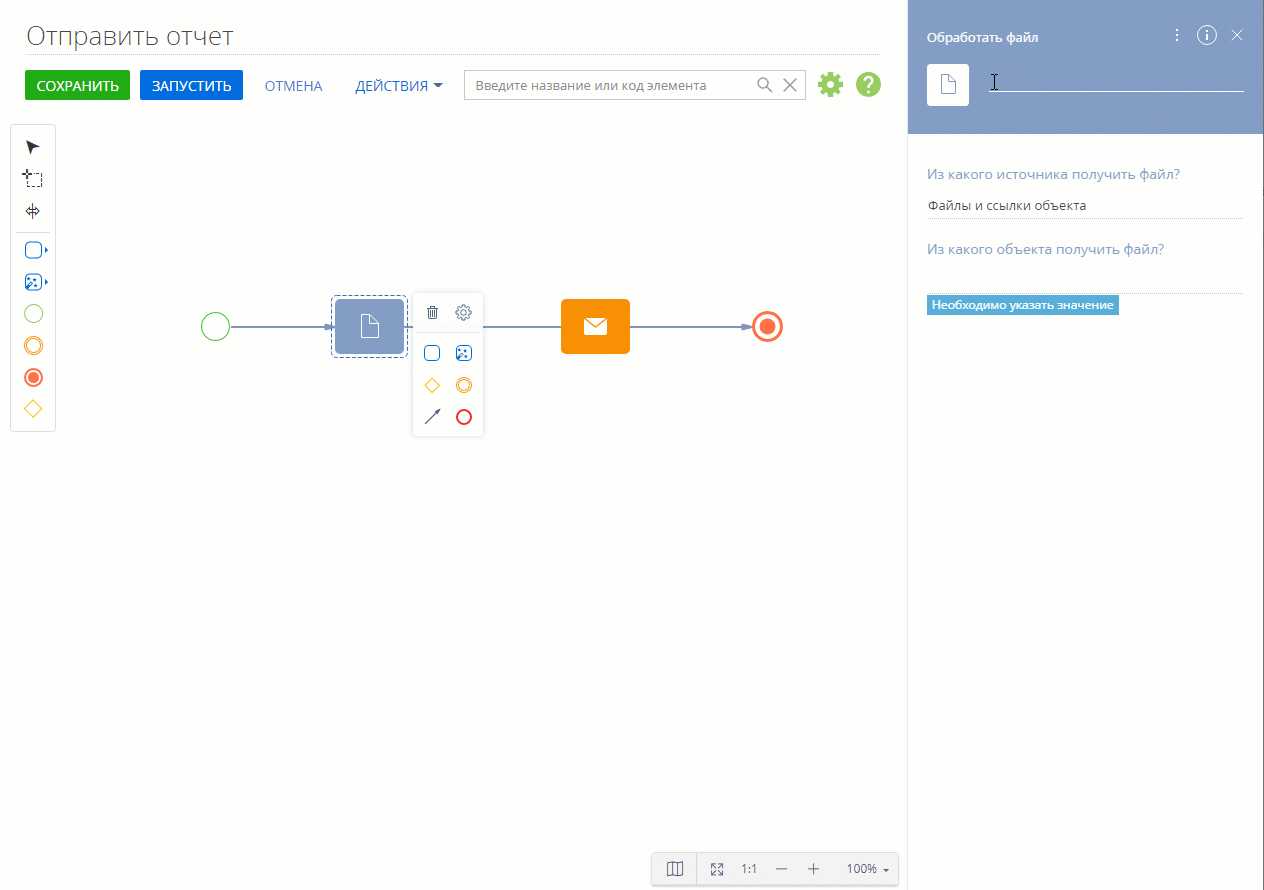 Отправить отчет
СОХРАНИТЬ
ЗАПУСТИТЬ
ОТМЕНА
ДЕЙСТВИЯ
Введите название или код элемента
?
Обработать файл
i
Из какого источника получить файл?
Файлы и ссылки объекта
Из какого объекта получить файл?
Необходимо указать значение
1:1
100%